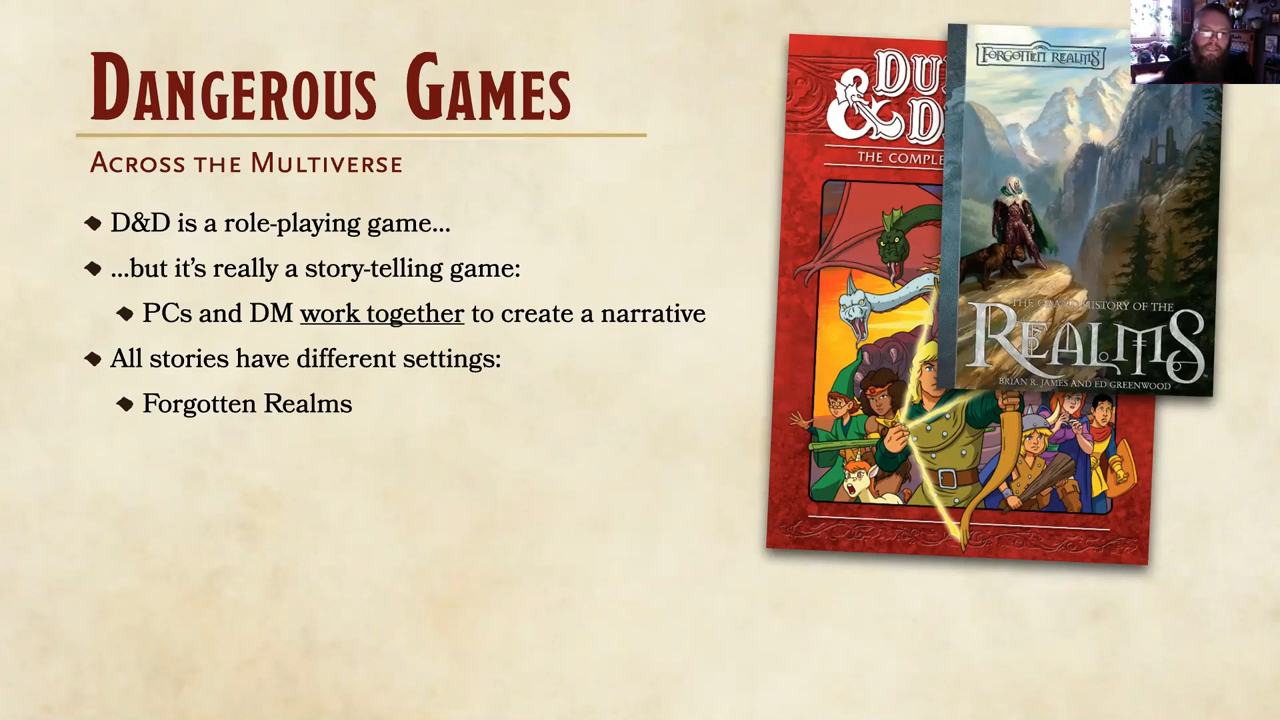 DANGEROUS GAMES
ACROSS THE MULTIVERSE
D&D is a role-playing game...
...but it's really a story-telling game:
PCs and DM work together to create a narrative
All stories have different settings:
Forgotten Realms
DU
& D
THE COMPLE
FORGOTTEN REALMS
THE GRAND HISTORY OF THE
REALMS
BRIAN R. JAMES AND ED GREENWOOD